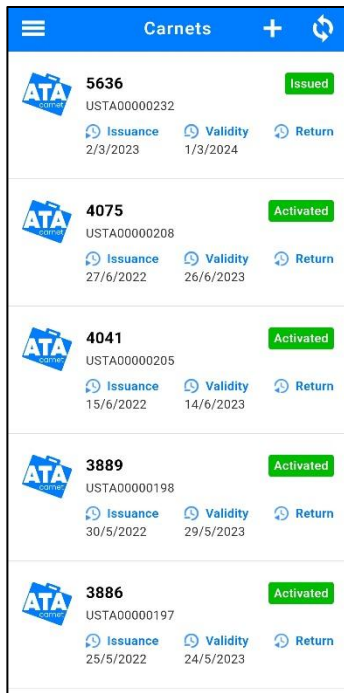 Carnets
ATA carnet
5636 Issued
USTA00000232
Issuance Validity Return
2/3/2023 1/3/2024
ATA carnet
4075 Activated
USTA00000208
Issuance Validity Return
27/6/2022 26/6/2023
ATA carnet
4041 Activated
USTA00000205
Issuance Validity Return
15/6/2022 14/6/2023
ATA carnet
3889 Activated
USTA00000198
Issuance Validity Return
30/5/2022 29/5/2023
ATA carnet
3886 Activated
USTA00000197
Issuance Validity Return
25/5/2022 24/5/2023